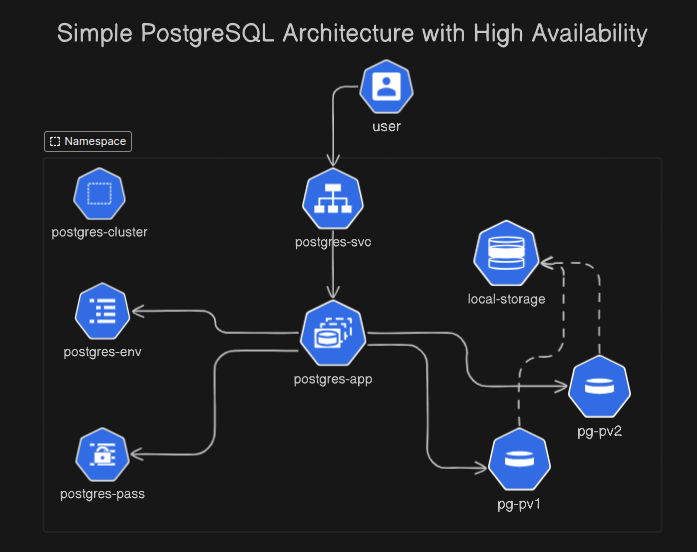 Simple PostgreSQL Architecture with High Availability
user
Namespace
postgres-cluster
postgres-svc
local-storage
postgres-env
postgres-app
pg-pv2
postgres-pass
pg-pv1